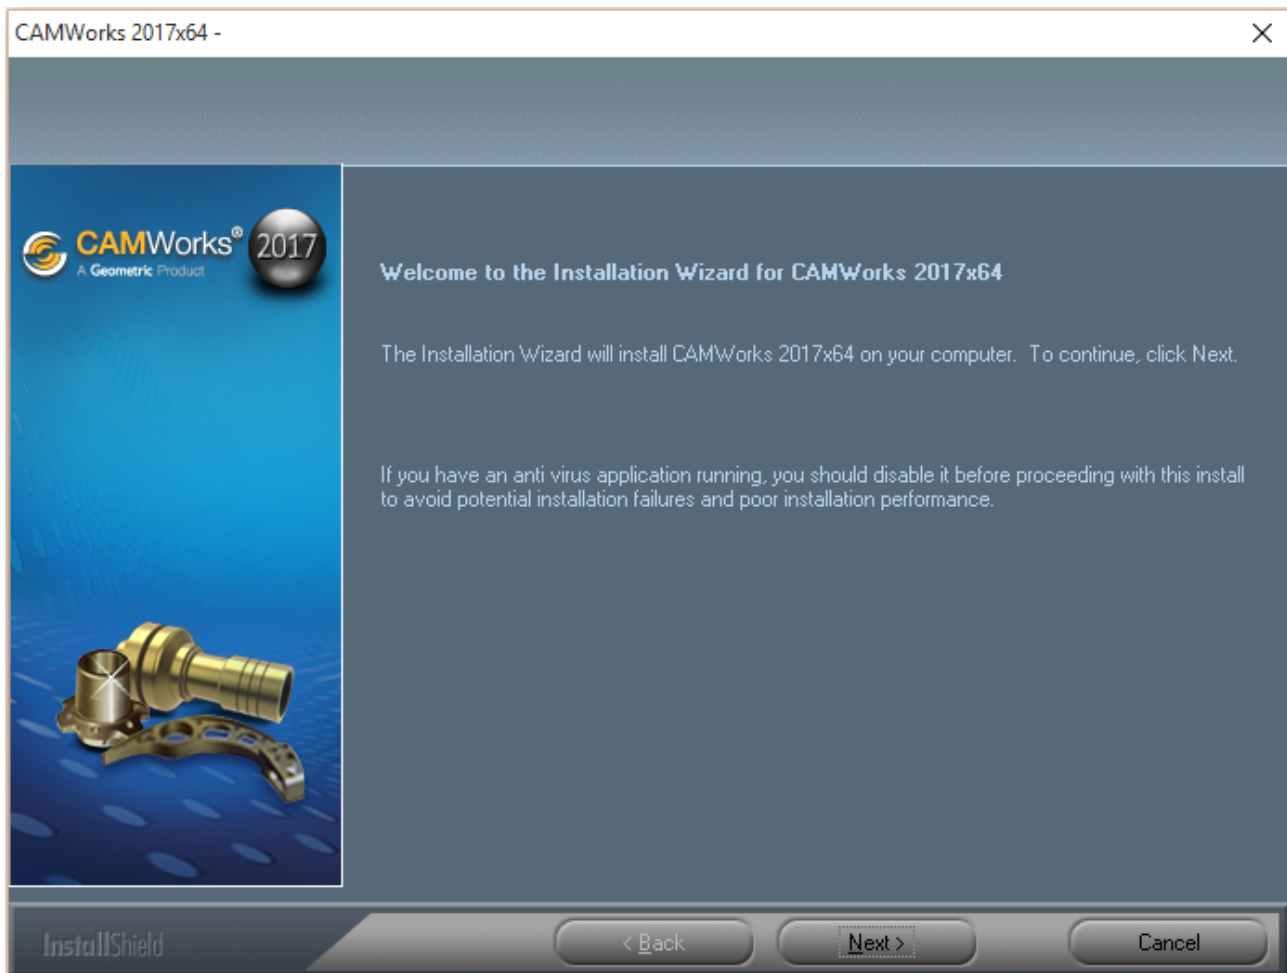 CAMWorks 2017x64 -
CAMWorks® 2017
A Geometric Product
Welcome to the Installation Wizard for CAMWorks 2017x64
The Installation Wizard will install CAMWorks 2017x64 on your computer.  To continue, click Next.
If you have an anti virus application running, you should disable it before proceeding with this install
to avoid potential installation failures and poor installation performance.
InstallShield
< Back
Next >
Cancel